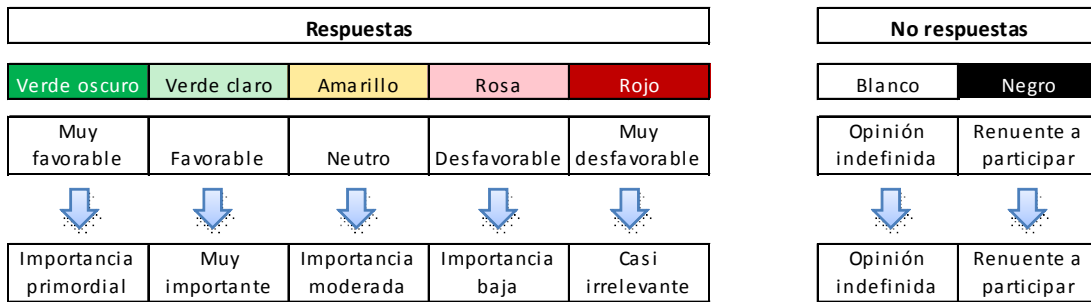 Respuestas
No respuestas
Verde oscuro
Verde claro
Amarillo
Rosa
Rojo
Blanco
Negro
Muy
favorable
Favorable
Neutro
Desfavorable
Muy
desfavorable
Opinión
indefinida
Renuente a
participar
Importancia
primordial
Muy
importante
Importancia
moderada
Importancia
baja
Casi
irrelevante
Opinión
indefinida
Renuente a
participar